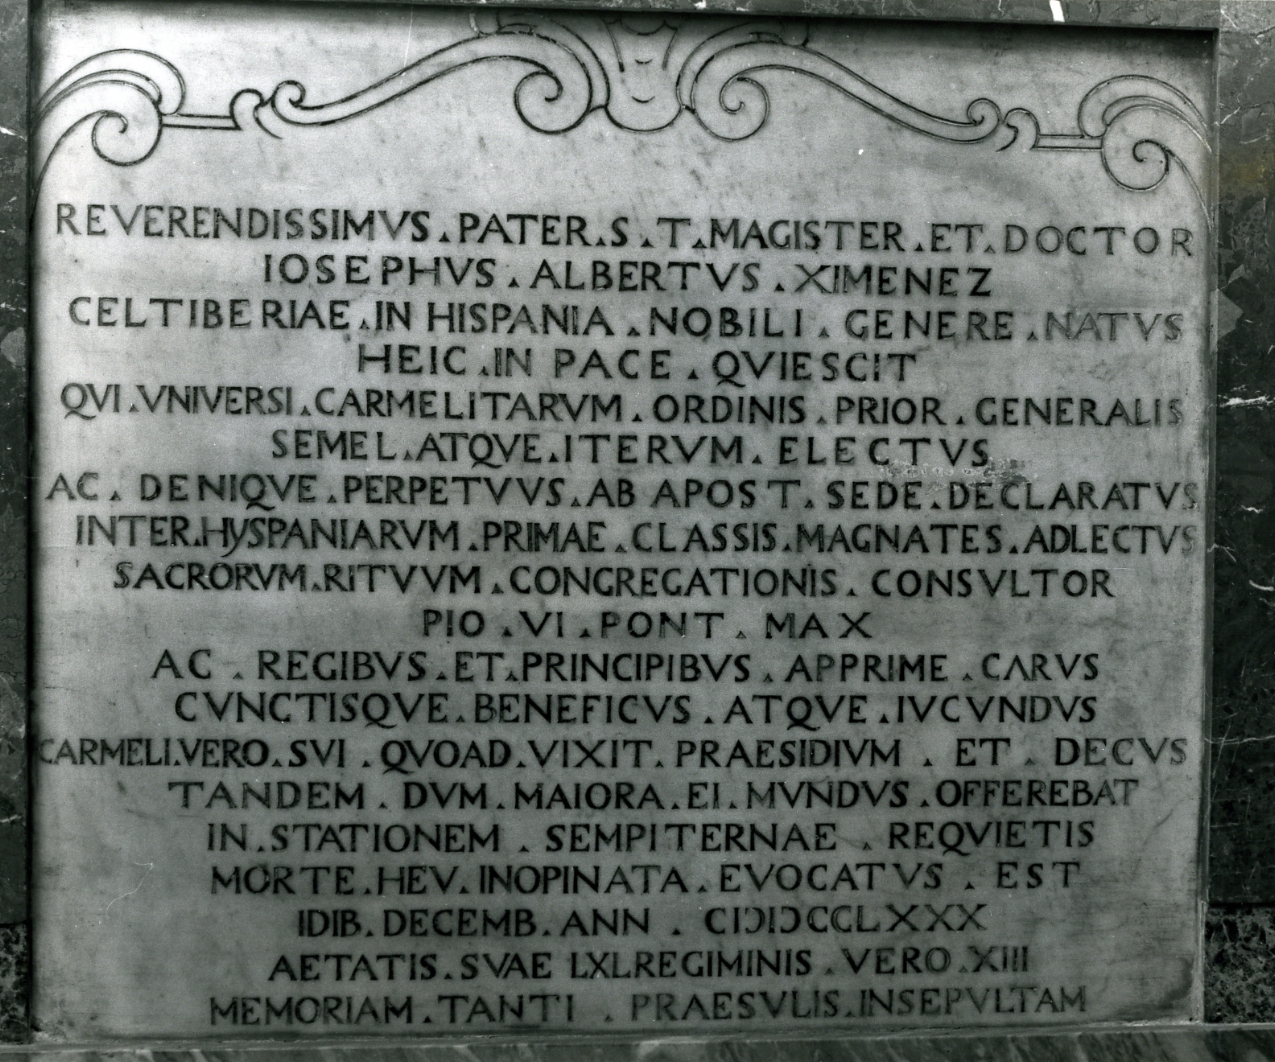 REVERENDISSIMVS.PATER.S.T.MAGISTER.ET.DOCTOR
IOSEPHVS.ALBERTVS.XIMENEZ
CELTIBERIAE.IN HISPANIA.NOBILI.GENERE.NATVS
HEIC.IN PACE.QVIESCIT
QVI.VNIVERSI.CARMELITARVM.ORDINIS.PRIOR.GENERALIS
SEMEL.ATQVE.ITERVM.ELECTVS
AC.DENIQVE.PERPETVVS.AB APOST.SEDE.DECLARATVS
INTER.HYSPANIARVM.PRIMAE.CLASSIS.MAGNATES.ADLECTVS
SACRORVM.RITVVM.CONGREGATIONIS.CONSVLTOR
PIO.VI.PONT.MAX
AC.REGIBVS.ET.PRINCIPIBVS.APPRIME.CARVS
CVNCTISQVE.BENEFICVS.ATQVE.IVCVNDVS
CARMELI.VERO.SVI.QVOAD.VIXIT.PRAESIDIVM.ET.DECVS
TANDEM.DVM.MAIORA.EI.MVNDVS.OFFEREBAT
IN.STATIONEM.SEMPITERNAE.REQVIETIS
MORTE.HEV.INOPINATA.EVOCATVS.EST
IDIB.DECEMB.ANN.CIƆIƆCCLXXX
AETATIS.SVAE LXI.REGIMINIS.VERO.XIII
MEMORIAM.TANTI.PRAESVLIS.INSEPVLTAM